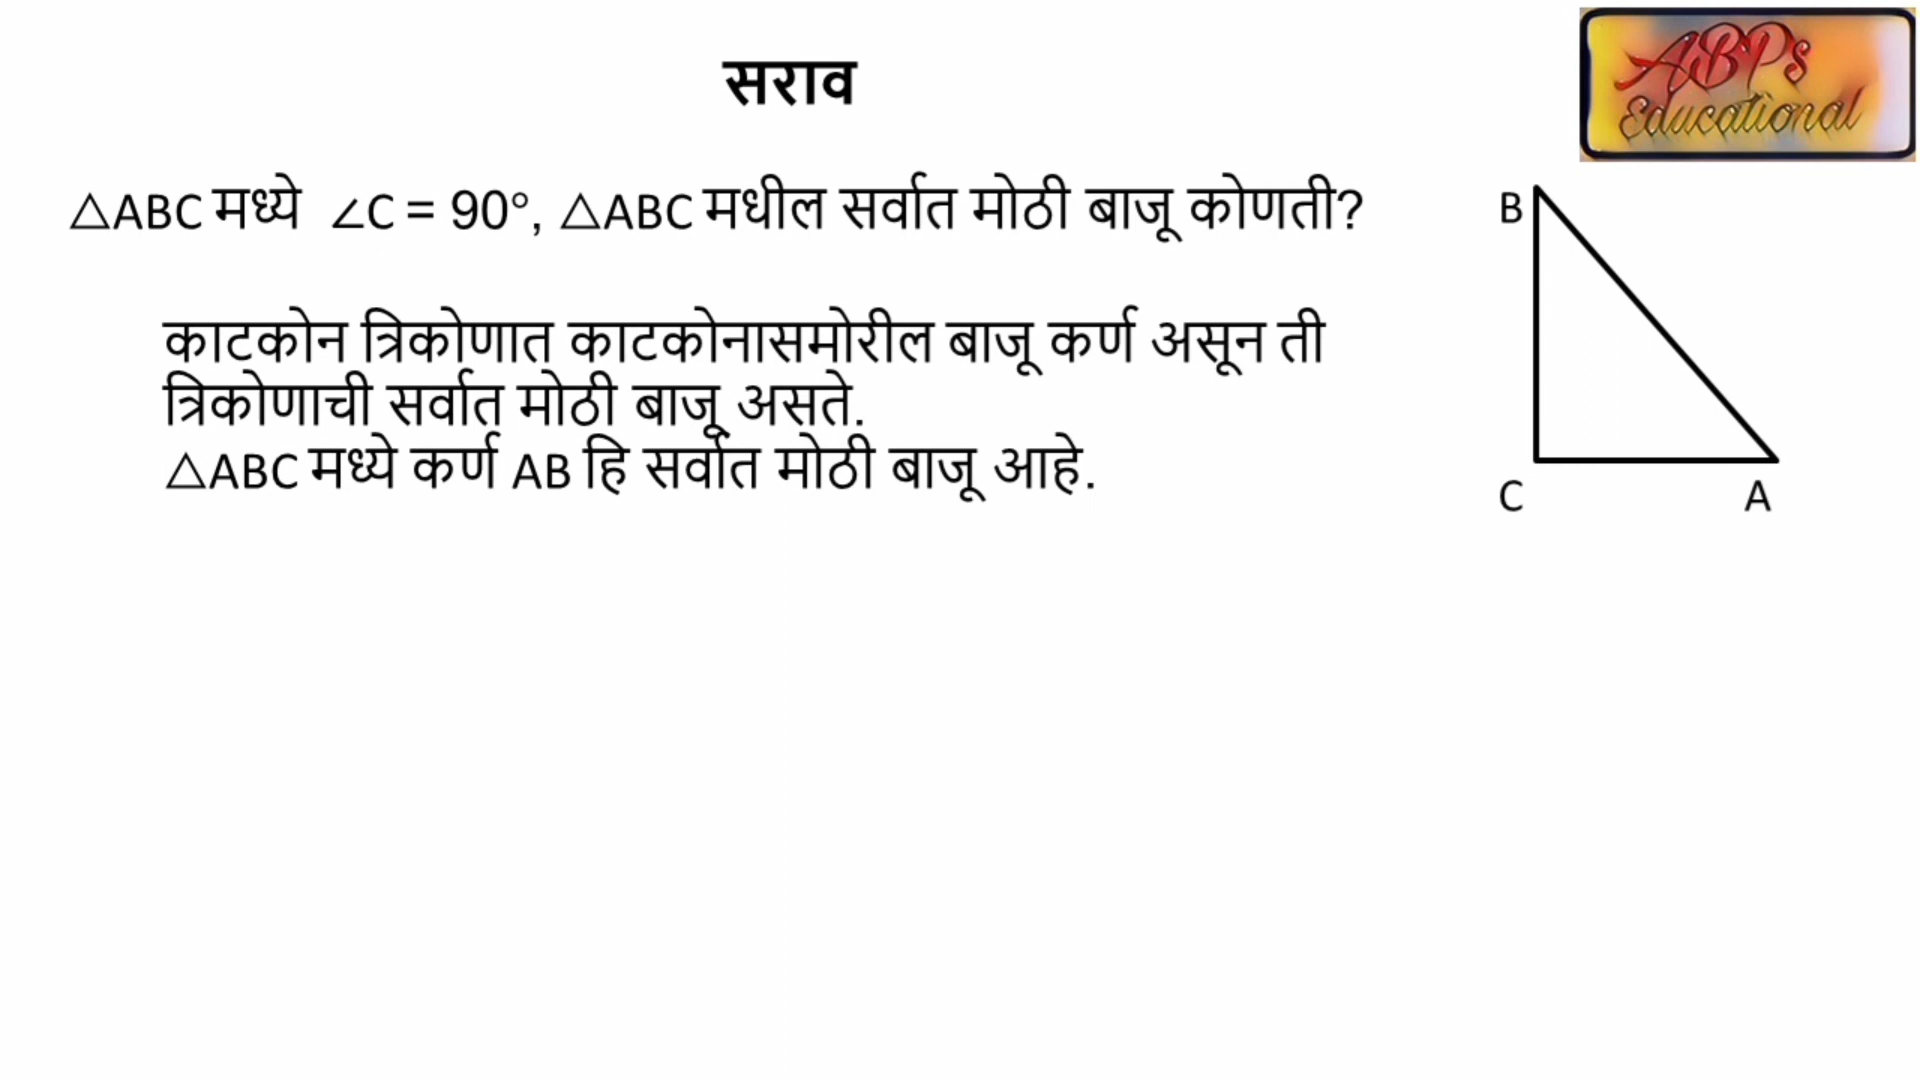 सराव
ABPs
Educational
△ABC मध्ये ∠C = 90°, △ABC मधील सर्वात मोठी बाजू कोणती?
काटकोन त्रिकोणात काटकोनासमोरील बाजू कर्ण असून ती
त्रिकोणाची सर्वात मोठी बाजू असते.
△ABC मध्ये कर्ण AB हि सर्वात मोठी बाजू आहे.
B
C
A